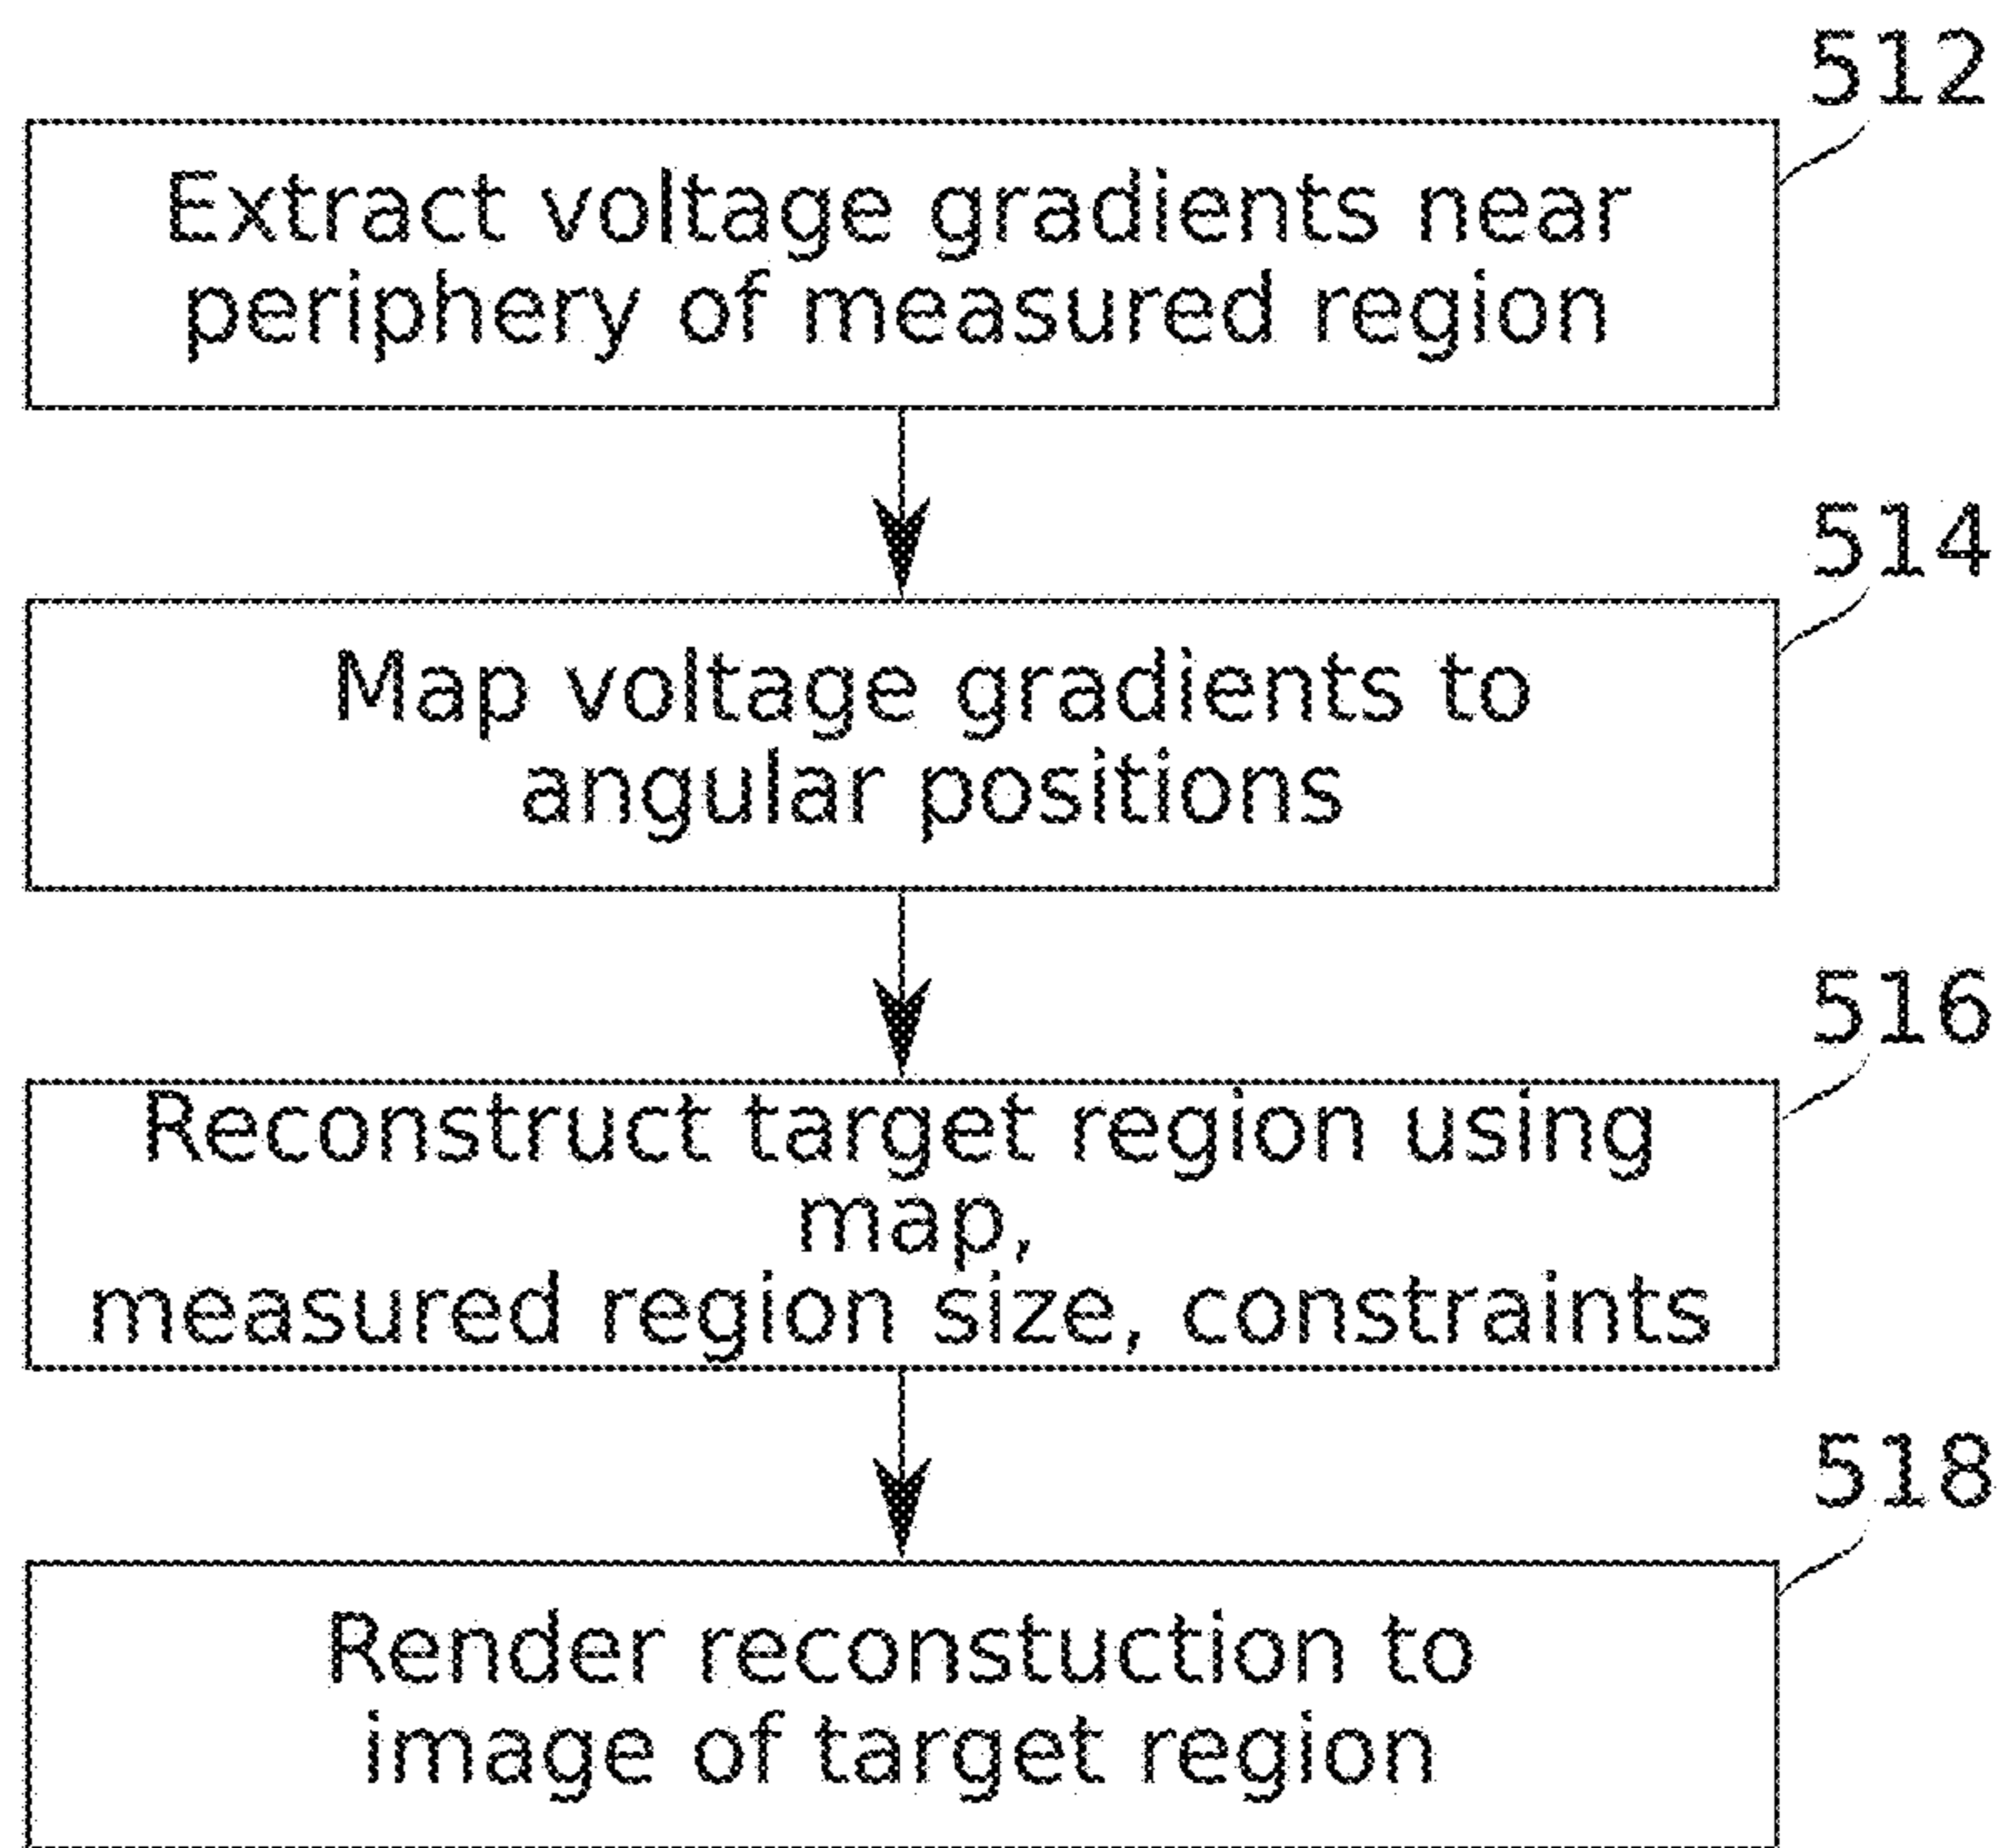 512
Extract voltage gradients near
periphery of measured region
514
Map voltage gradients to
angular positions
516
Reconstruct target region using
map,
measured region size, constraints
518
Render reconstuction to
image of target region